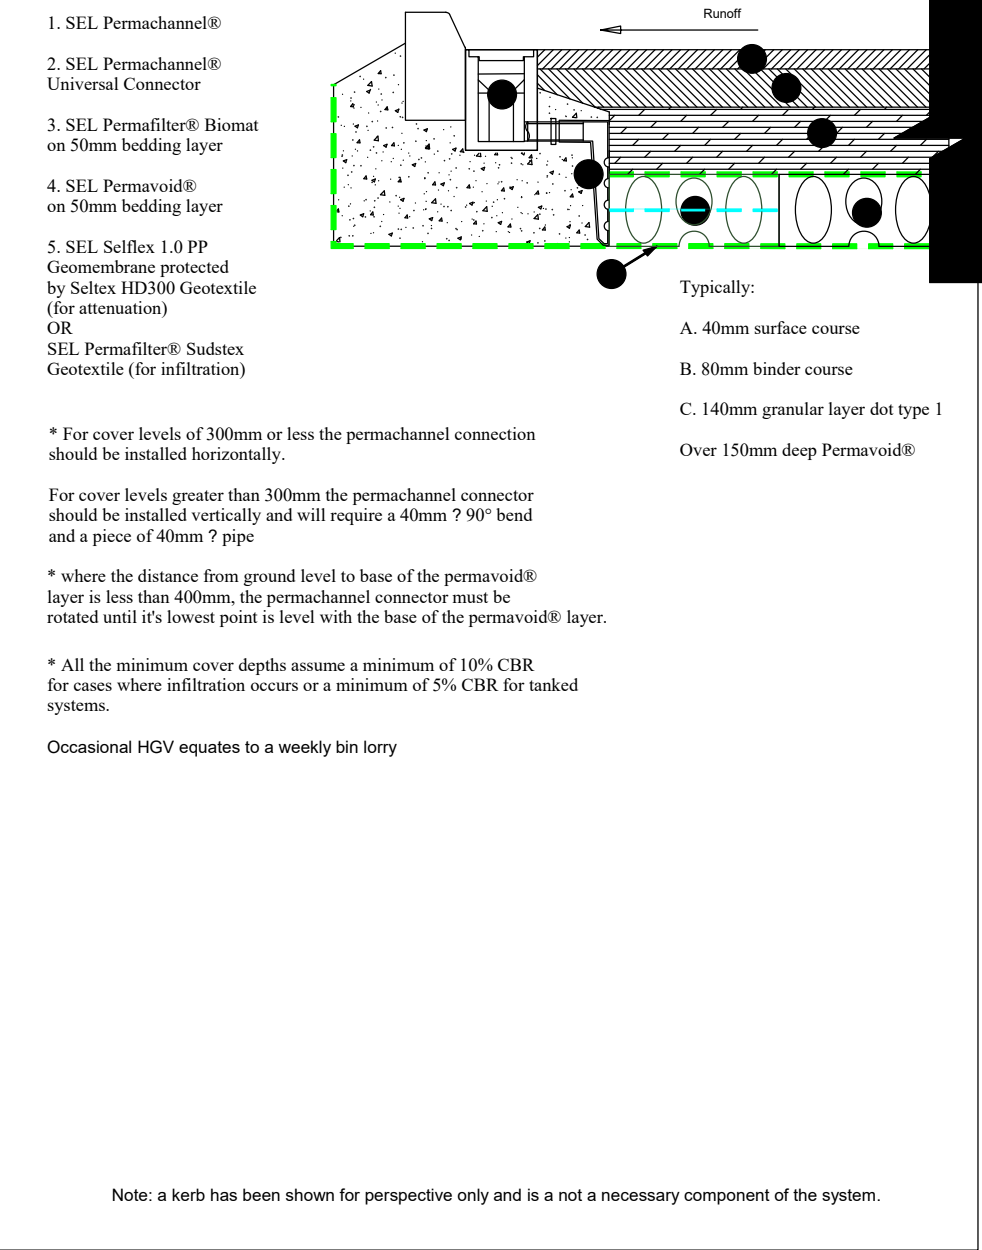 1. SEL Permachannel®
2. SEL Permachannel®
Universal Connector
3. SEL Permafilter® Biomat
on 50mm bedding layer
4. SEL Permavoid®
on 50mm bedding layer
5. SEL Selflex 1.0 PP
Geomembrane protected
by Seltex HD300 Geotextile
(for attenuation)
OR
SEL Permafilter® Sudstex
Geotextile (for infiltration)
Runoff
Typically:
A. 40mm surface course
B. 80mm binder course
C. 140mm granular layer dot type 1
Over 150mm deep Permavoid®
* For cover levels of 300mm or less the permachannel connection
should be installed horizontally.
For cover levels greater than 300mm the permachannel connector
should be installed vertically and will require a 40mm ? 90° bend
and a piece of 40mm ? pipe
* where the distance from ground level to base of the permavoid®
layer is less than 400mm, the permachannel connector must be
rotated until it's lowest point is level with the base of the permavoid® layer.
* All the minimum cover depths assume a minimum of 10% CBR
for cases where infiltration occurs or a minimum of 5% CBR for tanked
systems.
Occasional HGV equates to a weekly bin lorry
Note: a kerb has been shown for perspective only and is a not a necessary component of the system.